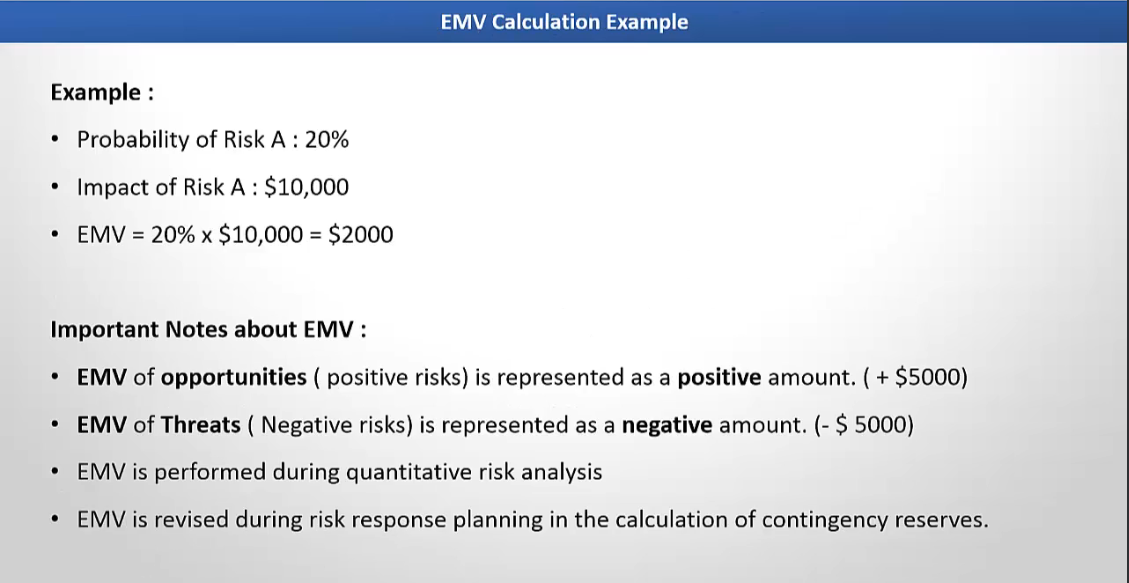 EMV Calculation Example
Example :
• Probability of Risk A : 20%
• Impact of Risk A : $10,000
• EMV = 20% x $10,000 = $2000
Important Notes about EMV :
• EMV of opportunities ( positive risks) is represented as a positive amount. ( + $5000)
• EMV of Threats ( Negative risks) is represented as a negative amount. (- $ 5000)
• EMV is performed during quantitative risk analysis
• EMV is revised during risk response planning in the calculation of contingency reserves.